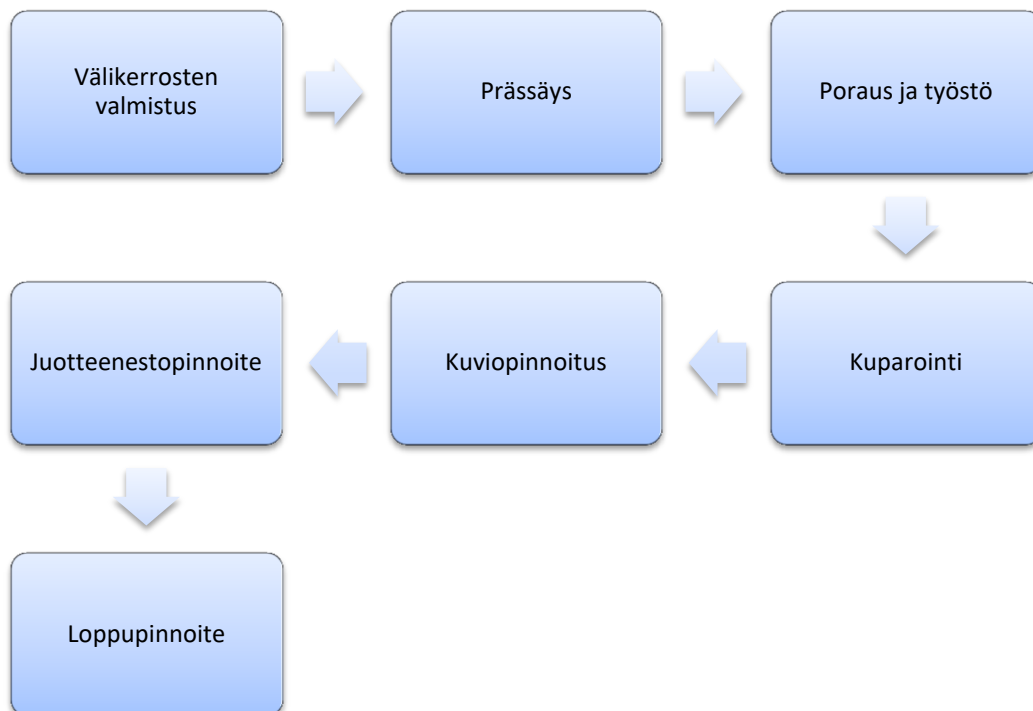 Välikerrosten
valmistus
Prässäys
Poraus ja työstö
Kuparointi
Kuviopinnoitus
Juotteenestopinnoite
Loppupinnoite